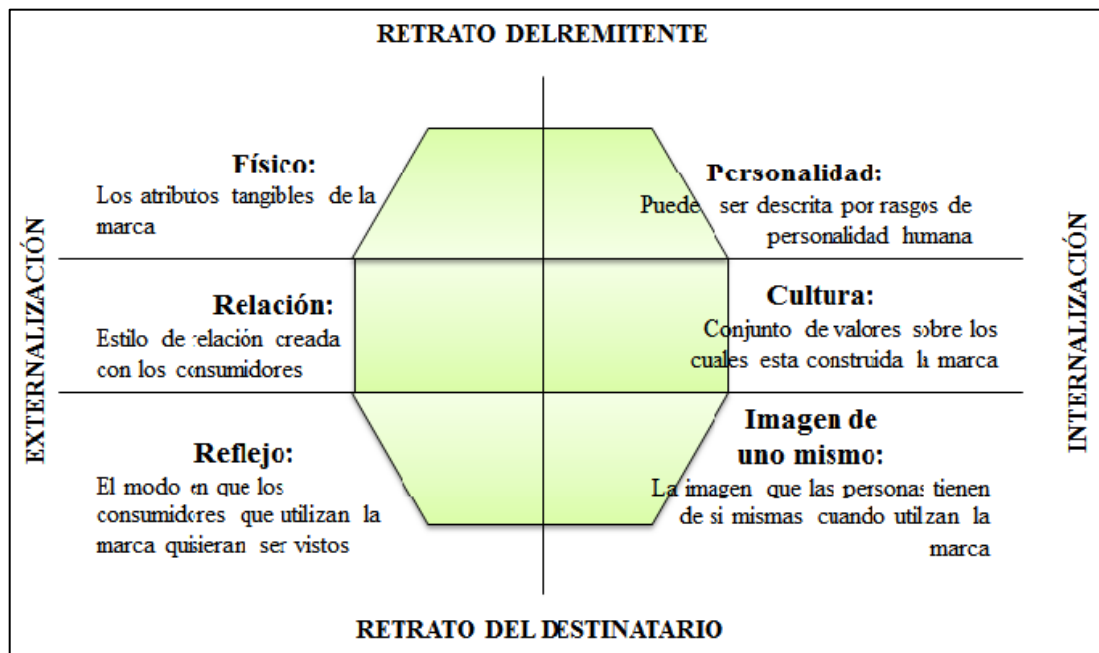 RETRATO DEL REMITENTE
Físico:
Los atributos tangibles de la
marca
Personalidad:
Puede ser descrita por rasgos de
personalidad humana
EXTERNALIZACIÓN
INTERNALIZACIÓN
Relación:
Estilo de relación creada
con los consumidores
Cultura:
Conjunto de valores sobre los
cuales esta construida la marca
Reflejo:
El modo en que los
consumidores que utilizan la
marca quisieran ser vistos
Imagen de
uno mismo:
La imagen que las personas tienen
de si mismas cuando utilizan la
marca
RETRATO DEL DESTINATARIO